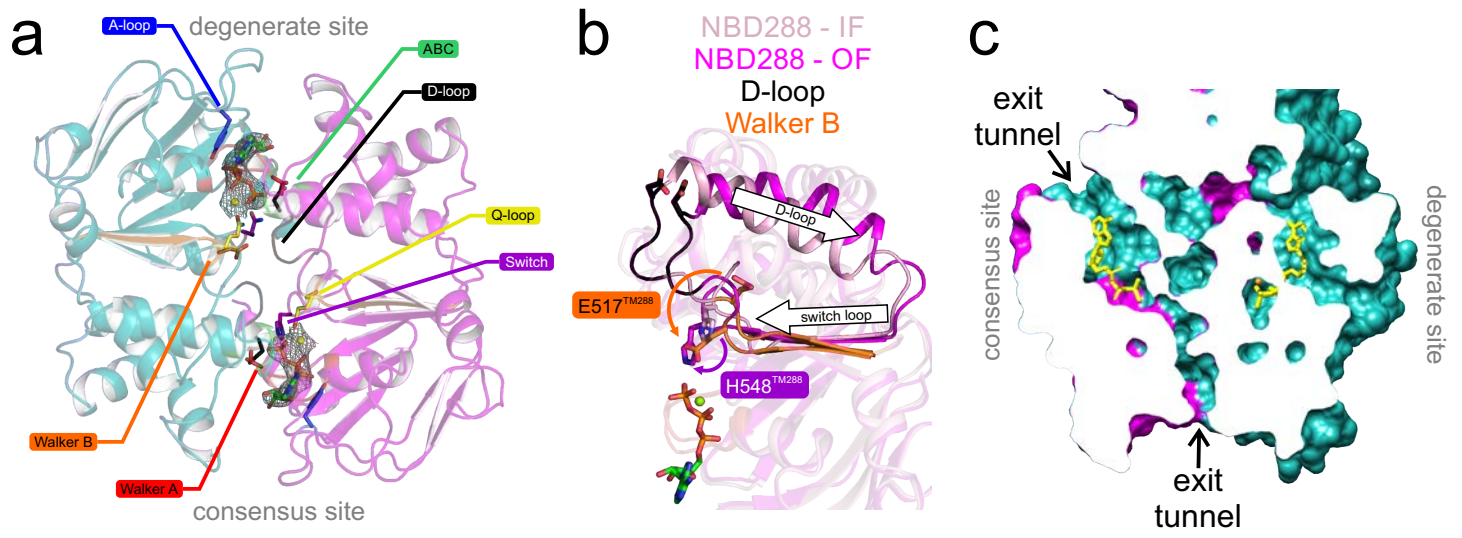 a
degenerate site
A-loop
ABC
D-loop
Q-loop
Switch
Walker B
Walker A
consensus site
b
NBD288 - IF
NBD288 - OF
D-loop
Walker B
D-loop
E517TM288
switch loop
H548TM288
c
exit
tunnel
consensus site
degenerate site
exit
tunnel